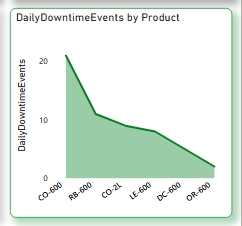 DailyDowntimeEvents by Product
DailyDowntimeEvents
20
10
0
CO-600
RB-600
CO-2L
LE-600
DC-600
OR-600